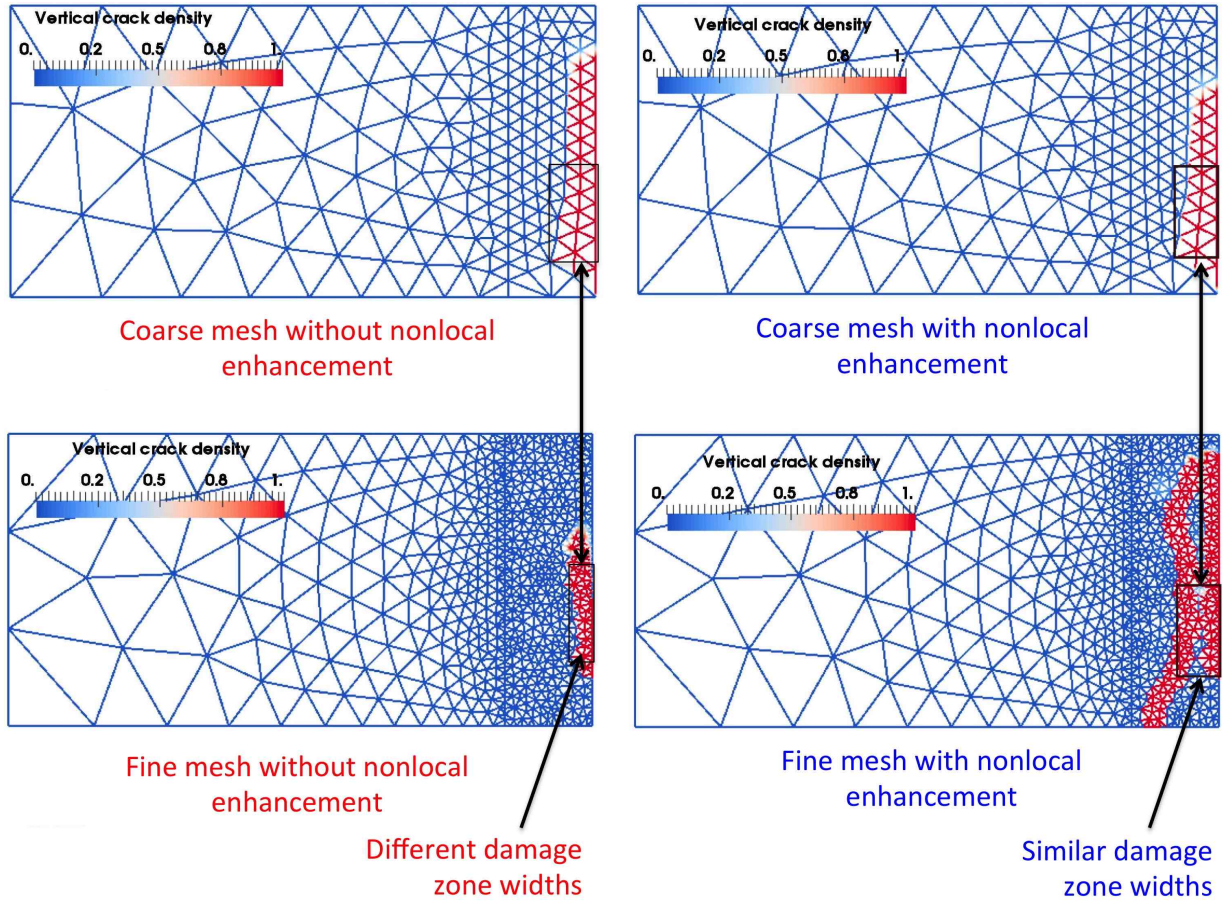 Vertical crack density
0. 0.2 0.5 0.8 1.
Vertical crack density
0. 0.2 0.5 0.8 1.
Coarse mesh without nonlocal
enhancement
Coarse mesh with nonlocal
enhancement
Vertical crack density
0. 0.2 0.5 0.8 1.
Vertical crack density
0. 0.2 0.5 0.8 1.
Fine mesh without nonlocal
enhancement
Fine mesh with nonlocal
enhancement
Different damage
zone widths
Similar damage
zone widths